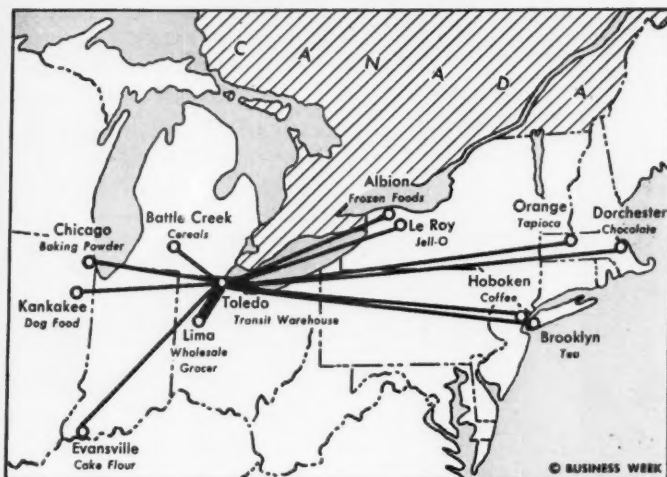 CANADA
Albion
Frozen Foods
Le Roy
Jell-O
Orange
Tapioca
Dorchester
Chocolate
Battle Creek
Cereals
Chicago
Baking Powder
Kankakee
Dog Food
Toledo
Transit Warehouse
Lima
Wholesale
Grocer
Hoboken
Coffee
Brooklyn
Tea
Evansville
Cake Flour
© BUSINESS WEEK